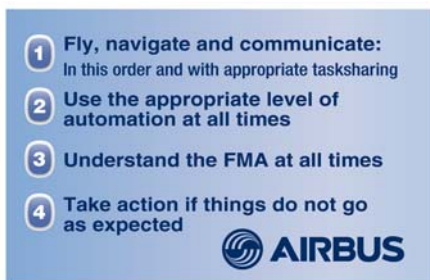 1 Fly, navigate and communicate:
In this order and with appropriate tasksharing
2 Use the appropriate level of
automation at all times
3 Understand the FMA at all times
4 Take action if things do not go
as expected
AIRBUS